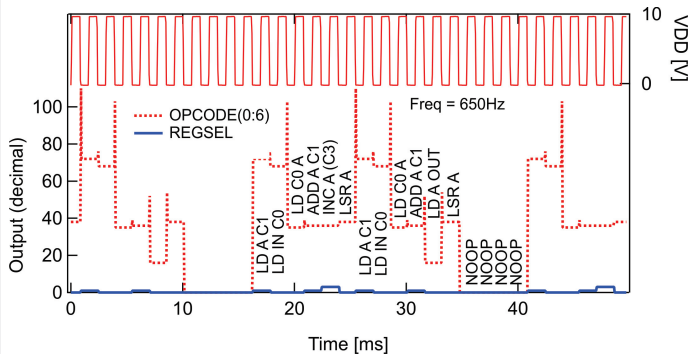 10
0
VDD [V]
OPCODE(0:6)
REGSEL
Freq = 650Hz
100
80
60
40
20
0
Output (decimal)
LD A C1
LD IN C0
LD C0 A
ADD A C1
INC A (C3)
LSR A
LD A C1
LD IN C0
LD C0 A
ADD A C1
LD A OUT
LSR A
NOOP
NOOP
NOOP
NOOP
0
10
20
30
40
Time [ms]